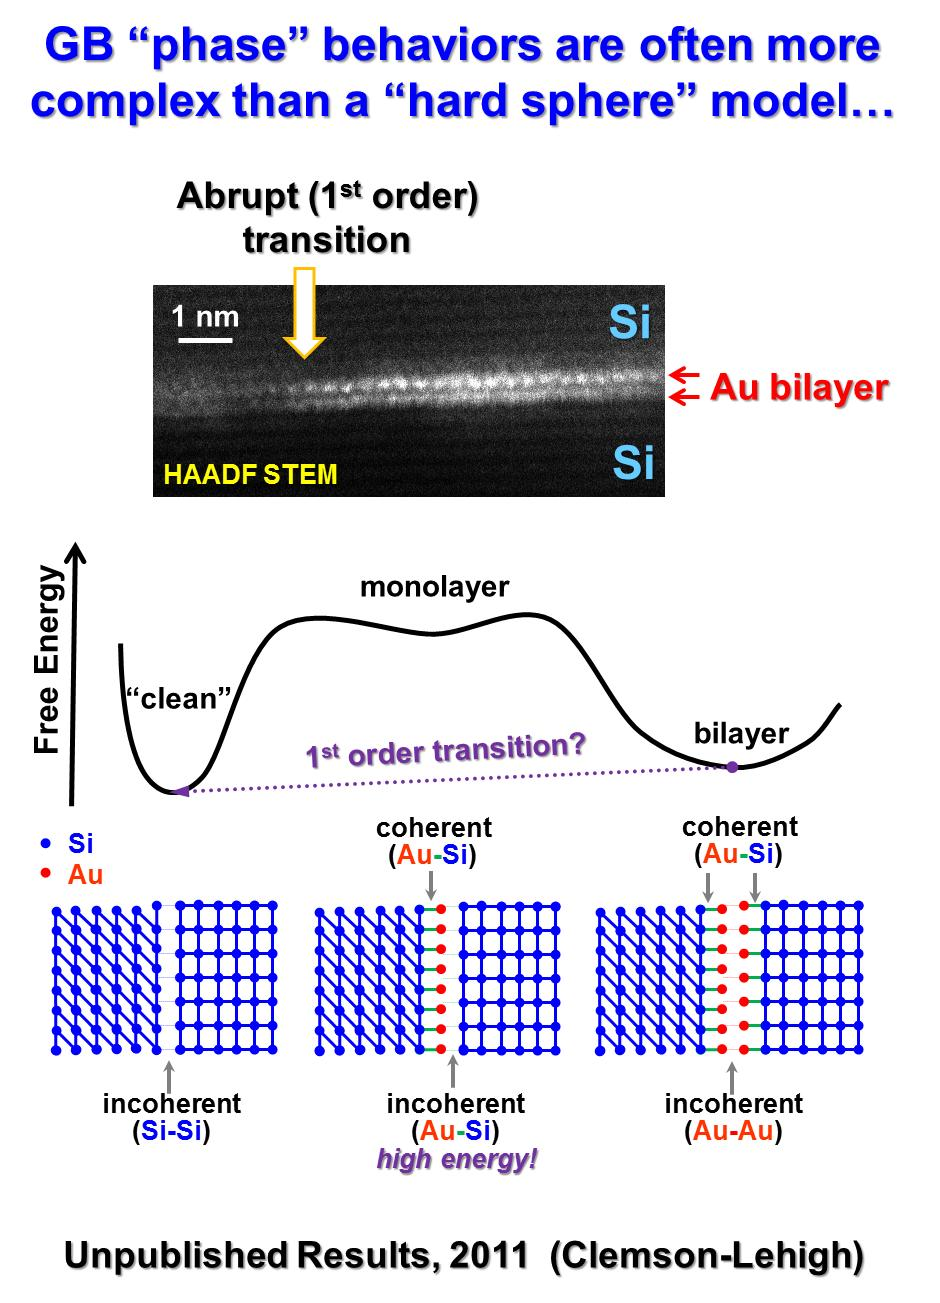 GB “phase” behaviors are often more
complex than a “hard sphere” model…
Abrupt (1st order)
transition
1 nm
Si
Au bilayer
Si
HAADF STEM
Free Energy
monolayer
“clean”
bilayer
1st order transition?
Si
Au
coherent
(Au-Si)
coherent
(Au-Si)
incoherent
(Si-Si)
incoherent
(Au-Si)
high energy!
incoherent
(Au-Au)
Unpublished Results, 2011 (Clemson-Lehigh)